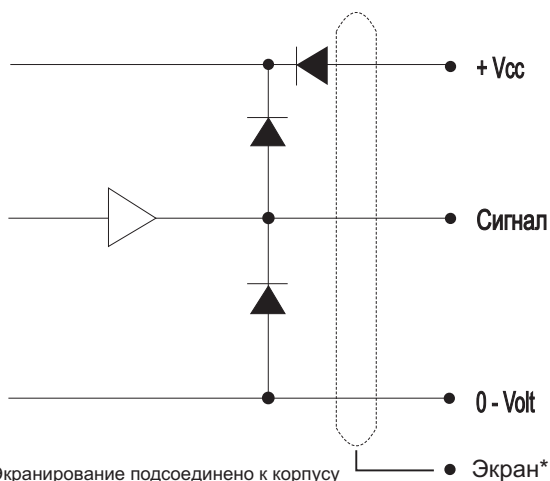 + Vcc
Сигнал
0 - Volt
Экран*
Экранирование подсоединено к корпусу